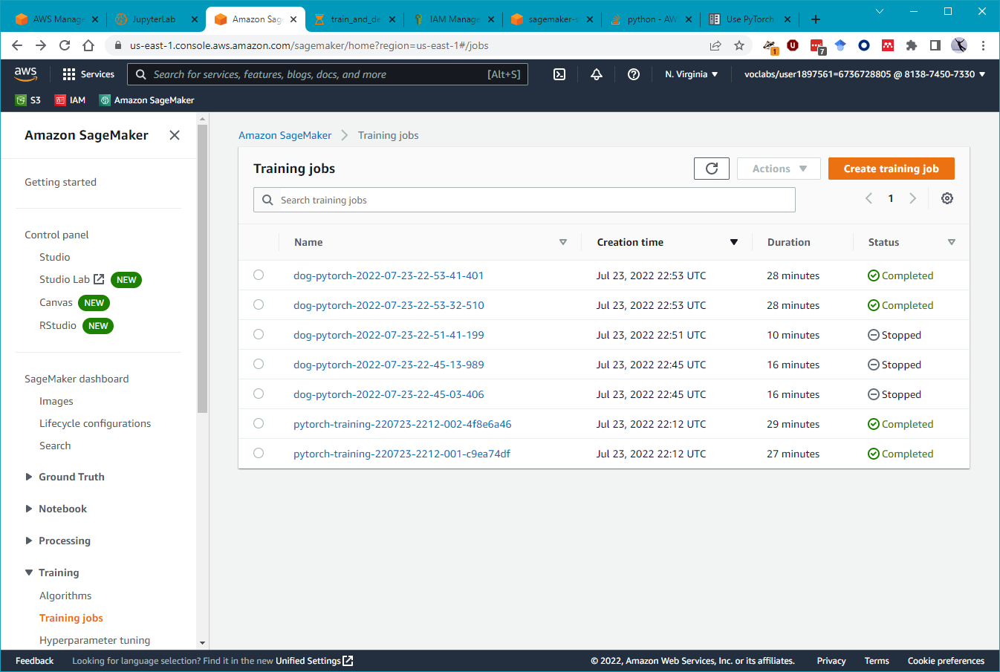 AWS Manage
JupyterLab
Amazon Sag
train_and_de
IAM Manage
sagemaker-s
python - AW
Use PyTorch
us-east-1.console.aws.amazon.com/sagemaker/home?region=us-east-1#/jobs
1
7
aws
Services
Search for services, features, blogs, docs, and more
[Alt+S]
N. Virginia
voclabs/user1897561=6736728805 @ 8138-7450-7330
S3
IAM
Amazon SageMaker
Amazon SageMaker
Getting started
Control panel
Studio
Studio Lab NEW
Canvas NEW
RStudio NEW
SageMaker dashboard
Images
Lifecycle configurations
Search
Ground Truth
Notebook
Processing
Training
Algorithms
Training jobs
Hyperparameter tuning
Amazon SageMaker Training jobs
Training jobs
Actions
Create training job
Search training jobs
1
Name Creation time Duration Status
dog-pytorch-2022-07-23-22-53-41-401 Jul 23, 2022 22:53 UTC 28 minutes Completed
dog-pytorch-2022-07-23-22-53-32-510 Jul 23, 2022 22:53 UTC 28 minutes Completed
dog-pytorch-2022-07-23-22-51-41-199 Jul 23, 2022 22:51 UTC 10 minutes Stopped
dog-pytorch-2022-07-23-22-45-13-989 Jul 23, 2022 22:45 UTC 16 minutes Stopped
dog-pytorch-2022-07-23-22-45-03-406 Jul 23, 2022 22:45 UTC 16 minutes Stopped
pytorch-training-220723-2212-002-4f8e6a46 Jul 23, 2022 22:12 UTC 29 minutes Completed
pytorch-training-220723-2212-001-c9ea74df Jul 23, 2022 22:12 UTC 27 minutes Completed
Feedback
Looking for language selection? Find it in the new Unified Settings
© 2022, Amazon Web Services, Inc. or its affiliates.
Privacy
Terms
Cookie preferences